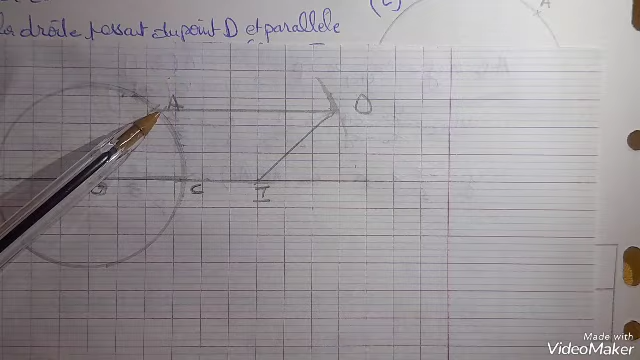 (C)
A
la droite passant du point D et parallèle
A
D
O
C
I
Made with
VideoMaker